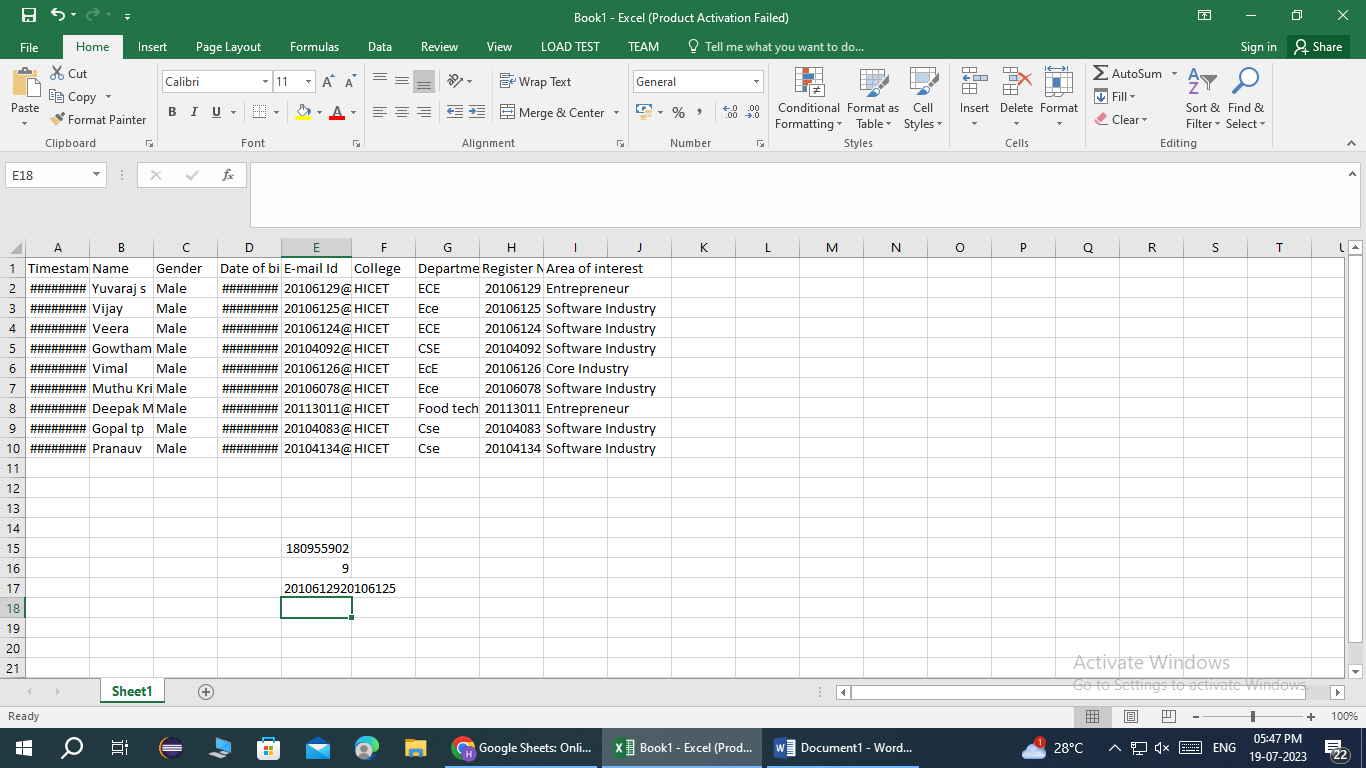 Book1 - Excel (Product Activation Failed)
File Home Insert Page Layout Formulas Data Review View LOAD TEST TEAM Tell me what you want to do... Sign in Share
Paste
Cut
Copy
Format Painter
Clipboard
Calibri 11
B I U
Font
Wrap Text
Merge & Center
Alignment
General
% ,
Number
Conditional Formatting
Format as Table
Cell Styles
Styles
Insert Delete Format
Cells
AutoSum
Fill
Clear
Sort & Filter
Find & Select
Editing
E18 fx
A B C D E F G H I J K L M N O P Q R S T
1 Timestam Name Gender Date of bi E-mail Id College Departme Register N Area of interest
2 ######## Yuvaraj s Male ######## 20106129@ HICET ECE 20106129 Entrepreneur
3 ######## Vijay Male ######## 20106125@ HICET Ece 20106125 Software Industry
4 ######## Veera Male ######## 20106124@ HICET ECE 20106124 Software Industry
5 ######## Gowtham Male ######## 20104092@ HICET CSE 20104092 Software Industry
6 ######## Vimal Male ######## 20106126@ HICET EcE 20106126 Core Industry
7 ######## Muthu Kri Male ######## 20106078@ HICET Ece 20106078 Software Industry
8 ######## Deepak M Male ######## 20113011@ HICET Food tech 20113011 Entrepreneur
9 ######## Gopal tp Male ######## 20104083@ HICET Cse 20104083 Software Industry
10 ######## Pranauv Male ######## 20104134@ HICET Cse 20104134 Software Industry
11
12
13
14
15 180955902
16 9
17 2010612920106125
18
19
20
21
Activate Windows
Go to Settings to activate Windows.
Sheet1
Ready 100%
Google Sheets: Onli... Book1 - Excel (Prod... Document1 - Word... 1 28°C ENG 05:47 PM
19-07-2023 22